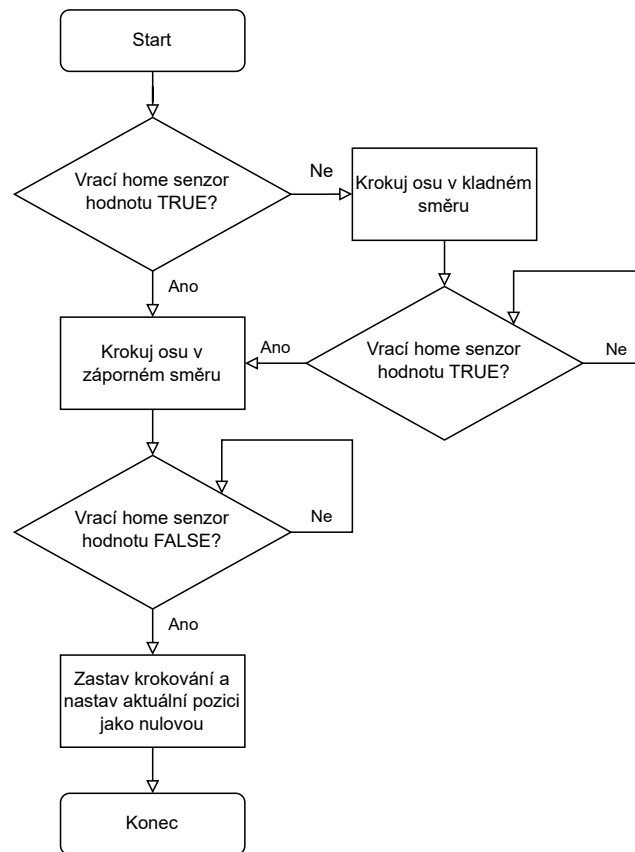 Start
Vrací home senzor
hodnotu TRUE?
Ne
Krokuj osu v kladném
směru
Ano
Krokuj osu v
záporném směru
Ano
Vrací home senzor
hodnotu TRUE?
Ne
Vrací home senzor
hodnotu FALSE?
Ne
Ano
Zastav krokování a
nastav aktuální pozici
jako nulovou
Konec